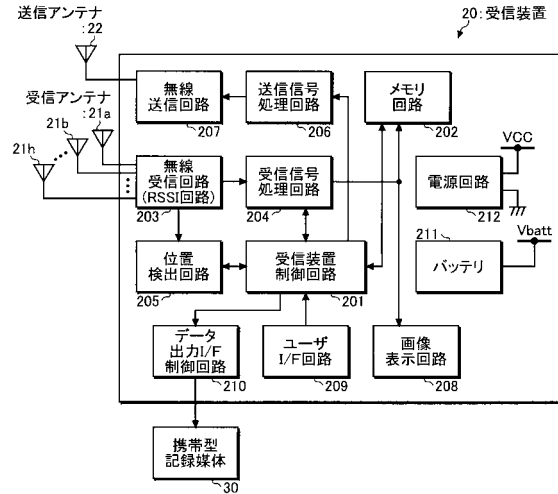 送信アンテナ
:22
20:受信装置
受信アンテナ
:21a
21b
21h
無線
送信回路
207
送信信号
処理回路
206
メモリ
回路
202
無線
受信回路
(RSSI回路)
203
受信信号
処理回路
204
VCC
電源回路
212
位置
検出回路
205
受信装置
制御回路
201
211
Vbatt
バッテリ
データ
出力I/F
制御回路
210
ユーザ
I/F回路
209
画像
表示回路
208
携帯型
記録媒体
30